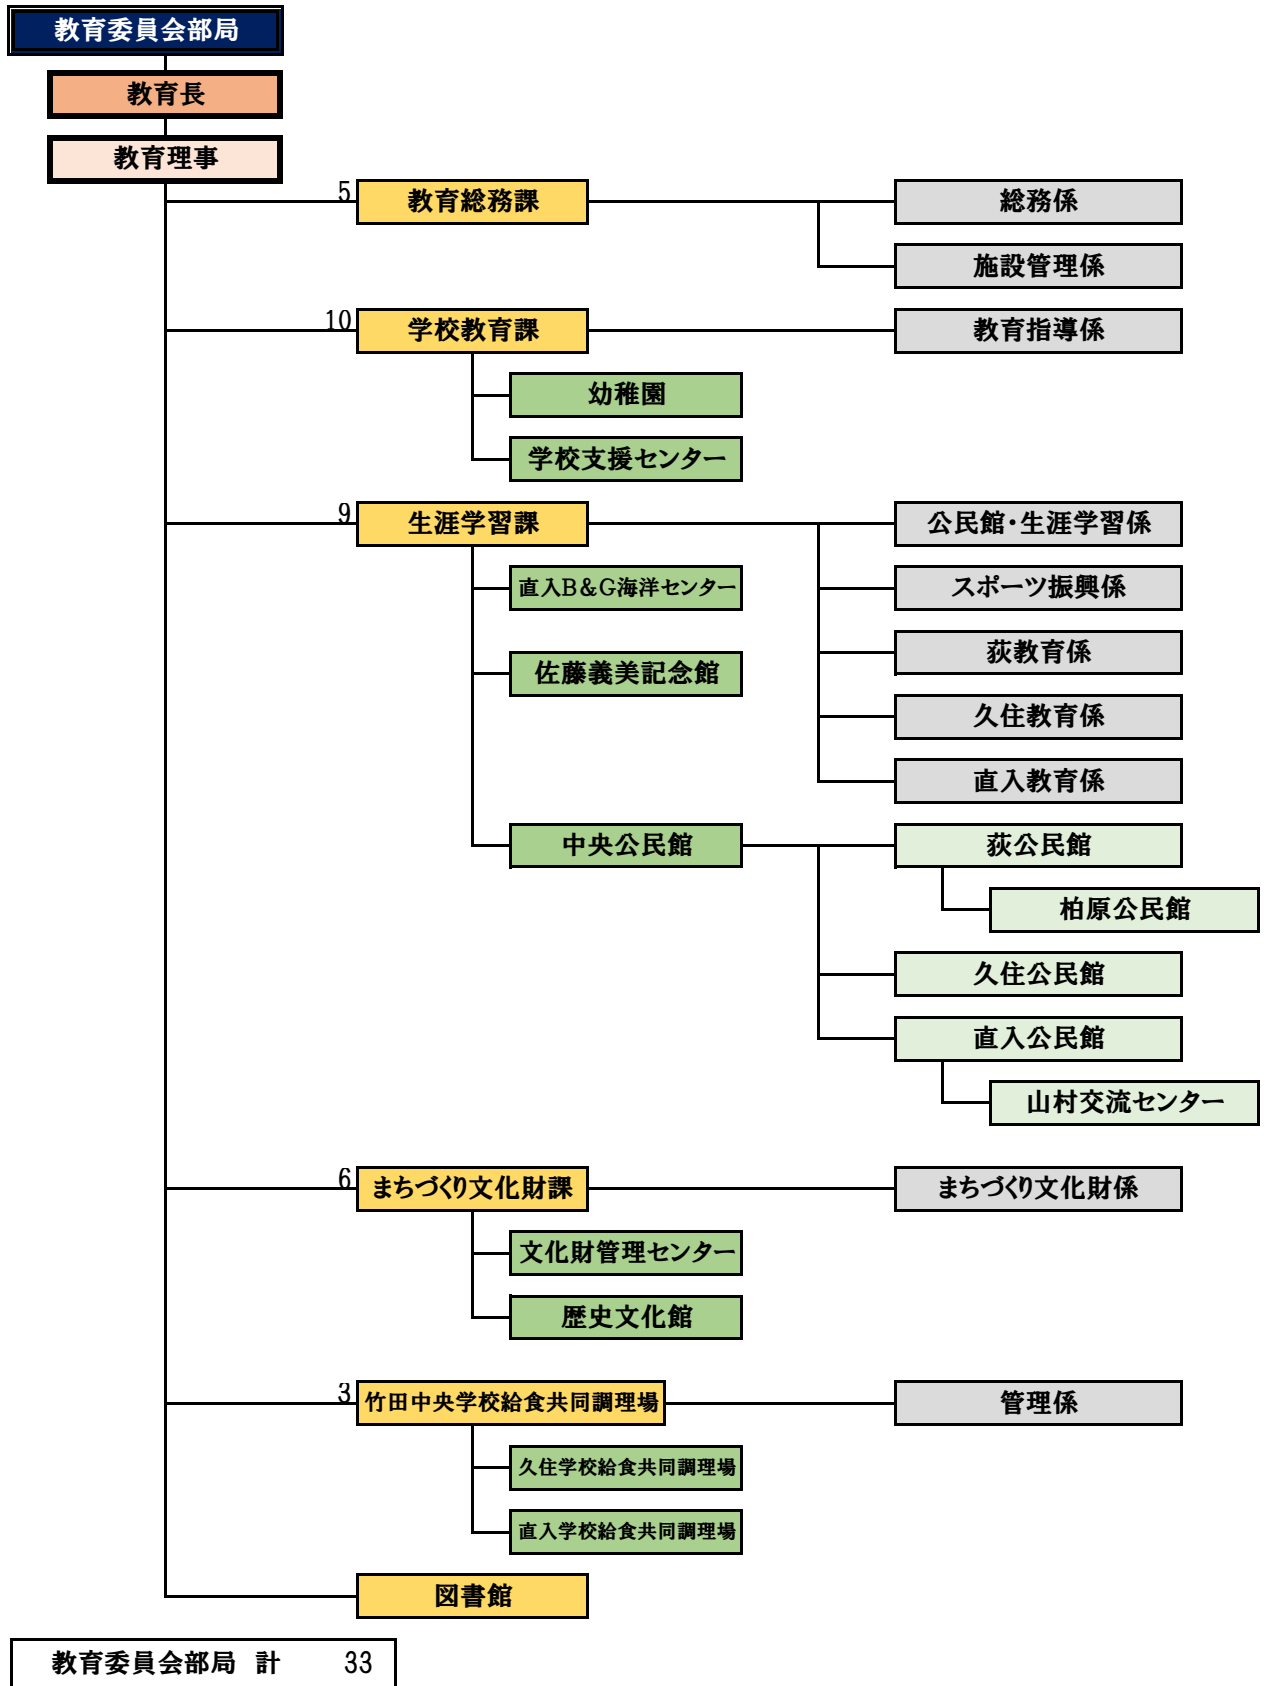 教育委員会部局
教育長
教育理事
5 教育総務課 総務係
施設管理係
10 学校教育課 教育指導係
幼稚園
学校支援センター
9 生涯学習課 公民館・生涯学習係
直入B＆G海洋センター スポーツ振興係
荻教育係
佐藤義美記念館
久住教育係
直入教育係
中央公民館 荻公民館
柏原公民館
久住公民館
直入公民館
山村交流センター
6 まちづくり文化財課 まちづくり文化財係
文化財管理センター
歴史文化館
3 竹田中央学校給食共同調理場 管理係
久住学校給食共同調理場
直入学校給食共同調理場
図書館
教育委員会部局 計 33